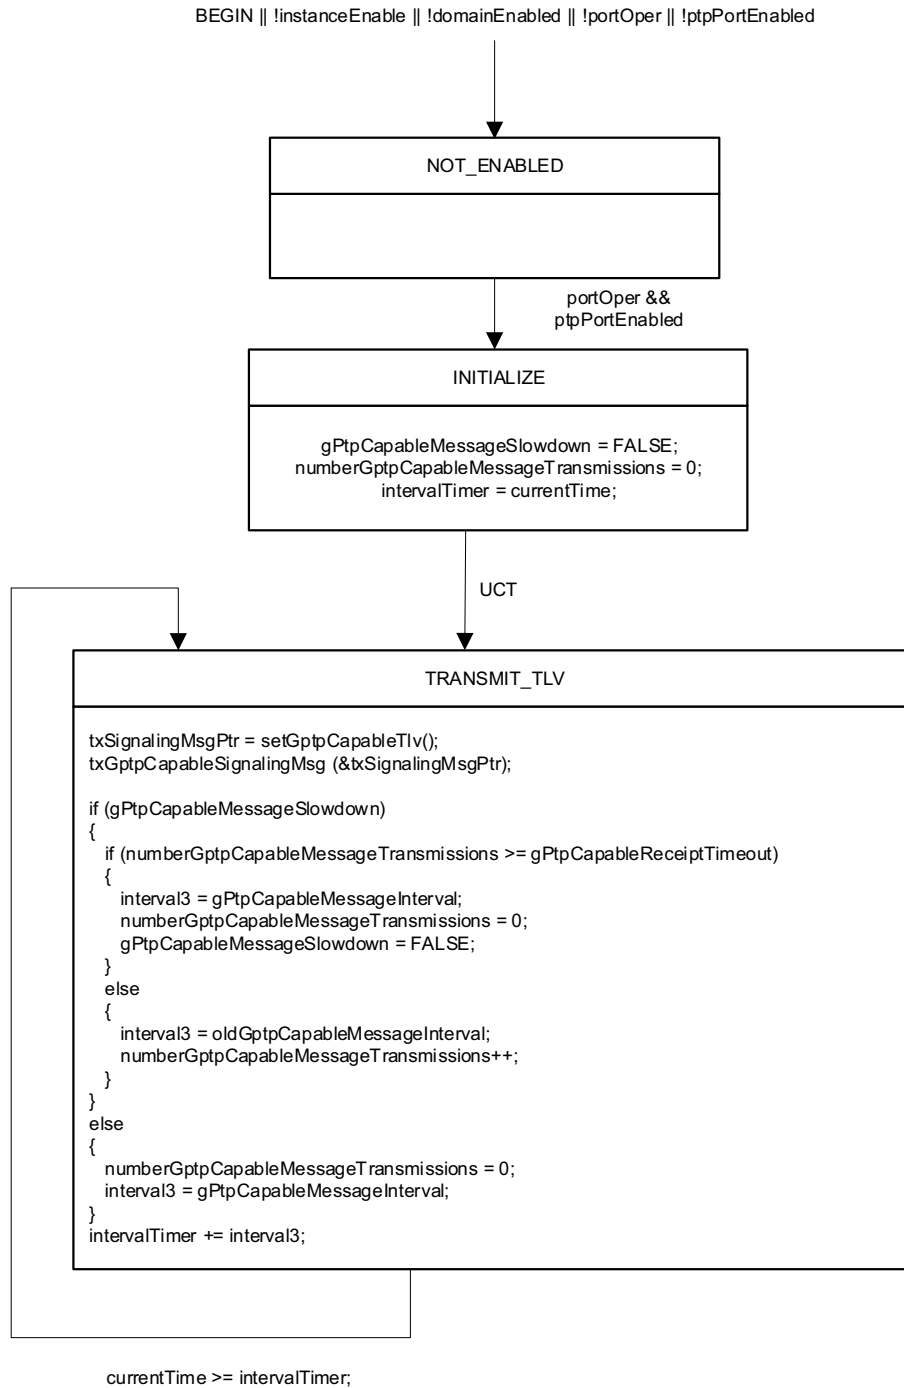 BEGIN || !instanceEnable || !domainEnabled || !portOper || !ptpPortEnabled
NOT_ENABLED
portOper &&
ptpPortEnabled
INITIALIZE
gPtpCapableMessageSlowdown = FALSE;
numberGptpCapableMessageTransmissions = 0;
intervalTimer = currentTime;
UCT
TRANSMIT_TLV
txSignalingMsgPtr = setGptpCapableTlv();
txGptpCapableSignalingMsg (&txSignalingMsgPtr);
if (gPtpCapableMessageSlowdown)
{
if (numberGptpCapableMessageTransmissions >= gPtpCapableReceiptTimeout)
{
interval3 = gPtpCapableMessageInterval;
numberGptpCapableMessageTransmissions = 0;
gPtpCapableMessageSlowdown = FALSE;
}
else
{
interval3 = oldGptpCapableMessageInterval;
numberGptpCapableMessageTransmissions++;
}
}
else
{
numberGptpCapableMessageTransmissions = 0;
interval3 = gPtpCapableMessageInterval;
}
intervalTimer += interval3;
currentTime >= intervalTimer;